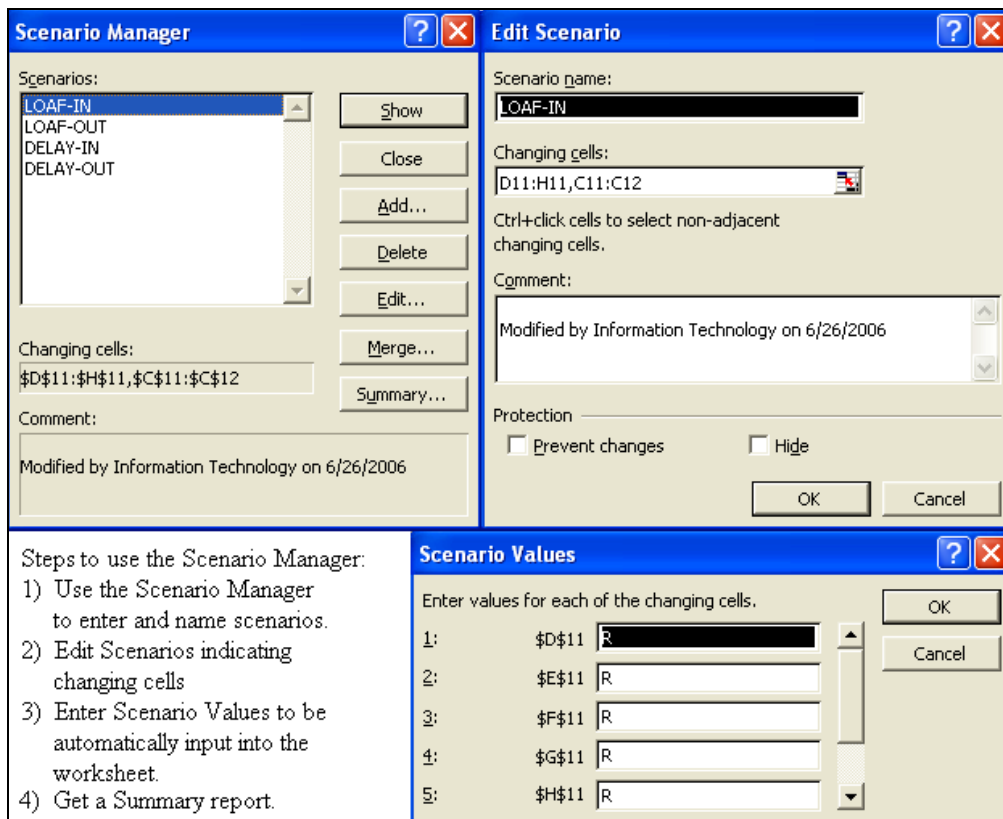 Scenario Manager
Scenarios:
LOAF-IN
LOAF-OUT
DELAY-IN
DELAY-OUT
Show
Close
Add...
Delete
Edit...
Merge...
Summary...
Changing cells:
$D$11:$H$11,$C$11:$C$12
Comment:
Modified by Information Technology on 6/26/2006
Edit Scenario
Scenario name:
LOAF-IN
Changing cells:
D11:H11,C11:C12
Ctrl+click cells to select non-adjacent
changing cells.
Comment:
Modified by Information Technology on 6/26/2006
Protection
Prevent changes
Hide
OK
Cancel
Steps to use the Scenario Manager:
1) Use the Scenario Manager
to enter and name scenarios.
2) Edit Scenarios indicating
changing cells
3) Enter Scenario Values to be
automatically input into the
worksheet.
4) Get a Summary report.
Scenario Values
Enter values for each of the changing cells.
1: $D$11 R
2: $E$11 R
3: $F$11 R
4: $G$11 R
5: $H$11 R
OK
Cancel